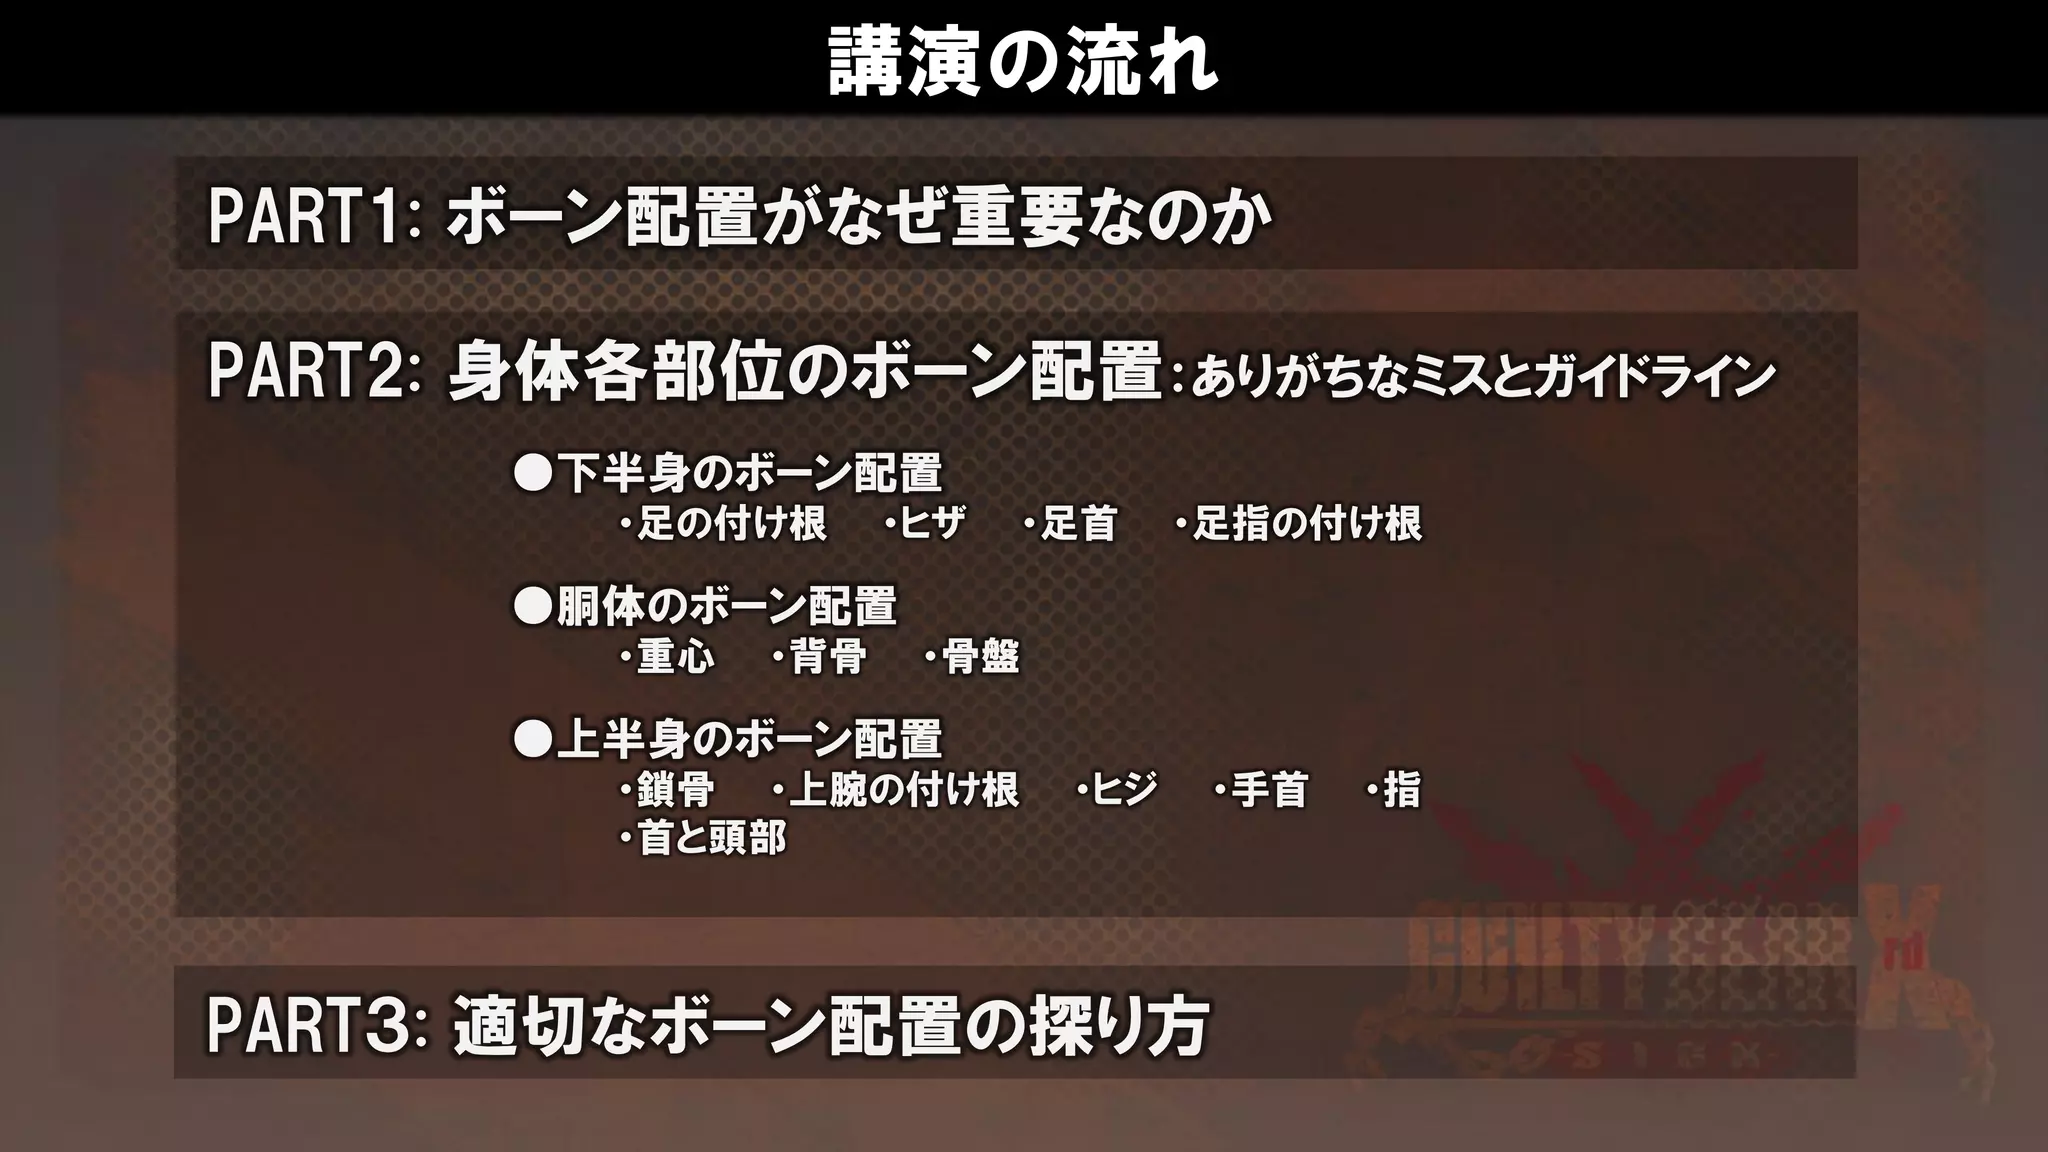 講演の流れ
PART1: ボーン配置がなぜ重要なのか
PART2: 身体各部位のボーン配置:ありがちなミスとガイドライン
●下半身のボーン配置
・足の付け根　・ヒザ　・足首　・足指の付け根
●胴体のボーン配置
・重心　・背骨　・骨盤
●上半身のボーン配置
・鎖骨　・上腕の付け根　・ヒジ　・手首　・指
・首と頭部
PART3: 適切なボーン配置の探り方
GUILTY GEAR Xrd
-SIGN-